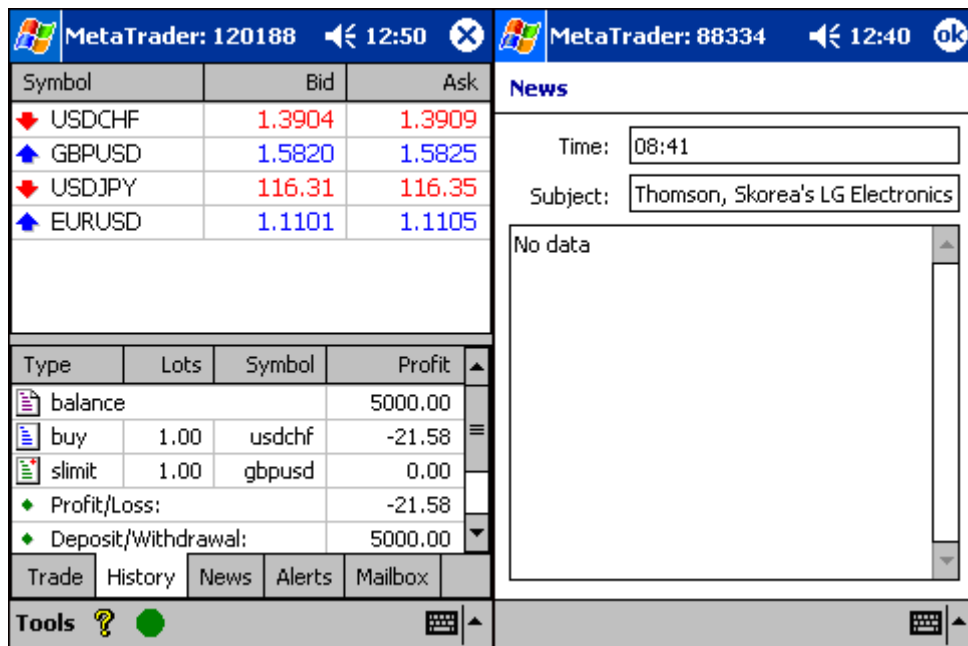 MetaTrader: 120188 12:50
Symbol Bid Ask
USDCHF 1.3904 1.3909
GBPUSD 1.5820 1.5825
USDJPY 116.31 116.35
EURUSD 1.1101 1.1105
Type Lots Symbol Profit
balance 5000.00
buy 1.00 usdchf -21.58
slimit 1.00 gbpusd 0.00
Profit/Loss: -21.58
Deposit/Withdrawal: 5000.00
Trade History News Alerts Mailbox
Tools ?
MetaTrader: 88334 12:40 ok
News
Time: 08:41
Subject: Thomson, Skorea's LG Electronics
No data